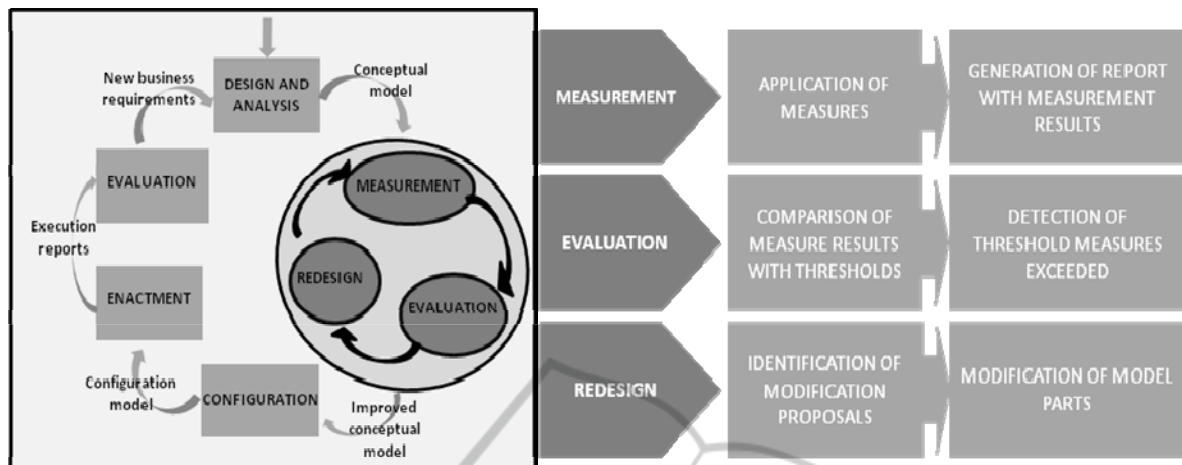 New business
requirements
DESIGN AND
ANALYSIS
Conceptual
model
EVALUATION
MEASUREMENT
Execution
reports
REDESIGN
EVALUATION
ENACTMENT
Configuration
model
CONFIGURATION
Improved
conceptual
model
MEASUREMENT
APPLICATION OF
MEASURES
GENERATION OF REPORT
WITH MEASUREMENT
RESULTS
EVALUATION
COMPARISON OF
MEASURE RESULTS
WITH THRESHOLDS
DETECTION OF
THRESHOLD MEASURES
EXCEEDED
REDESIGN
IDENTIFICATION OF
MODIFICATION
PROPOSALS
MODIFICATION OF MODEL
PARTS